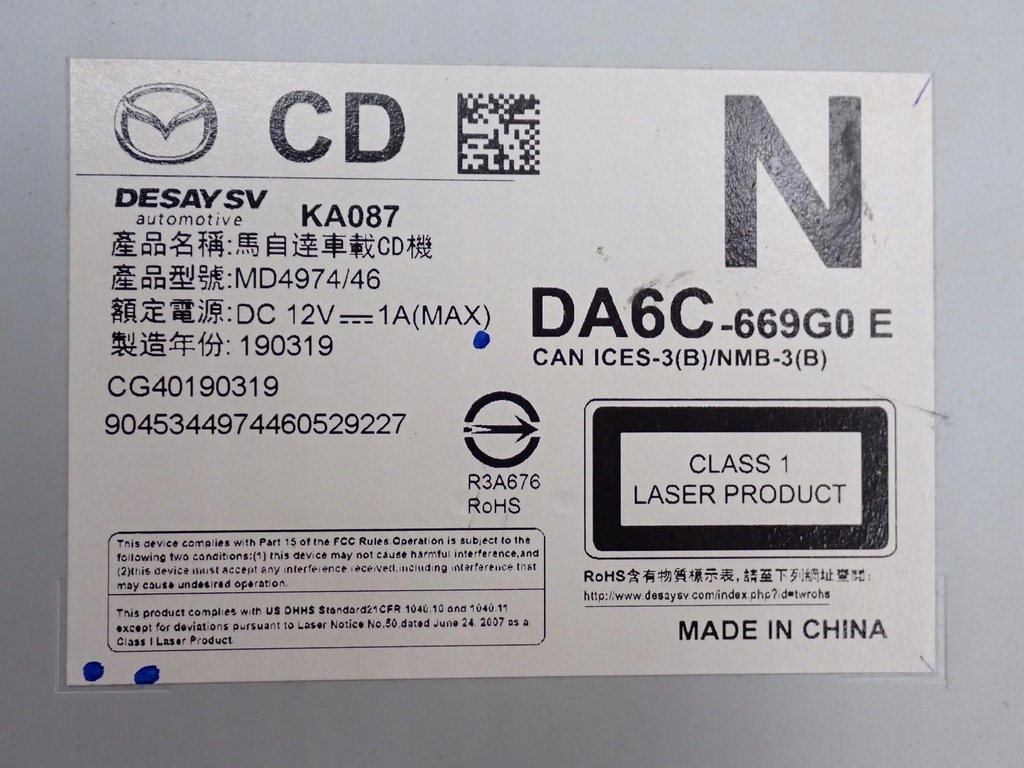 CD
N
DESAY SV
automotive
KA087
產品名稱:馬自達車載CD機
產品型號:MD4974/46
額定電源:DC 12V 1A(MAX)
製造年份: 190319
CG40190319
9045344974460529227
DA6C-669G0 E
CAN ICES-3(B)/NMB-3(B)
R3A676
RoHS
CLASS 1
LASER PRODUCT
This device complies with Part 15 of the FCC Rules.Operation is subject to the
following two conditions:(1) this device may not cause harmful interference,and
(2)this device must accept any interference received,including interference that
may cause undesired operation.
This product complies with US DHHS Standard21CFR 1040.10 and 1040.11
except for deviations pursuant to Laser Notice No.50,dated June 24, 2007 as a
Class I Laser Product.
RoHS含有物質標示表,請至下列網址查閱:
http://www.desaysv.com/index.php?id=twrohs
MADE IN CHINA